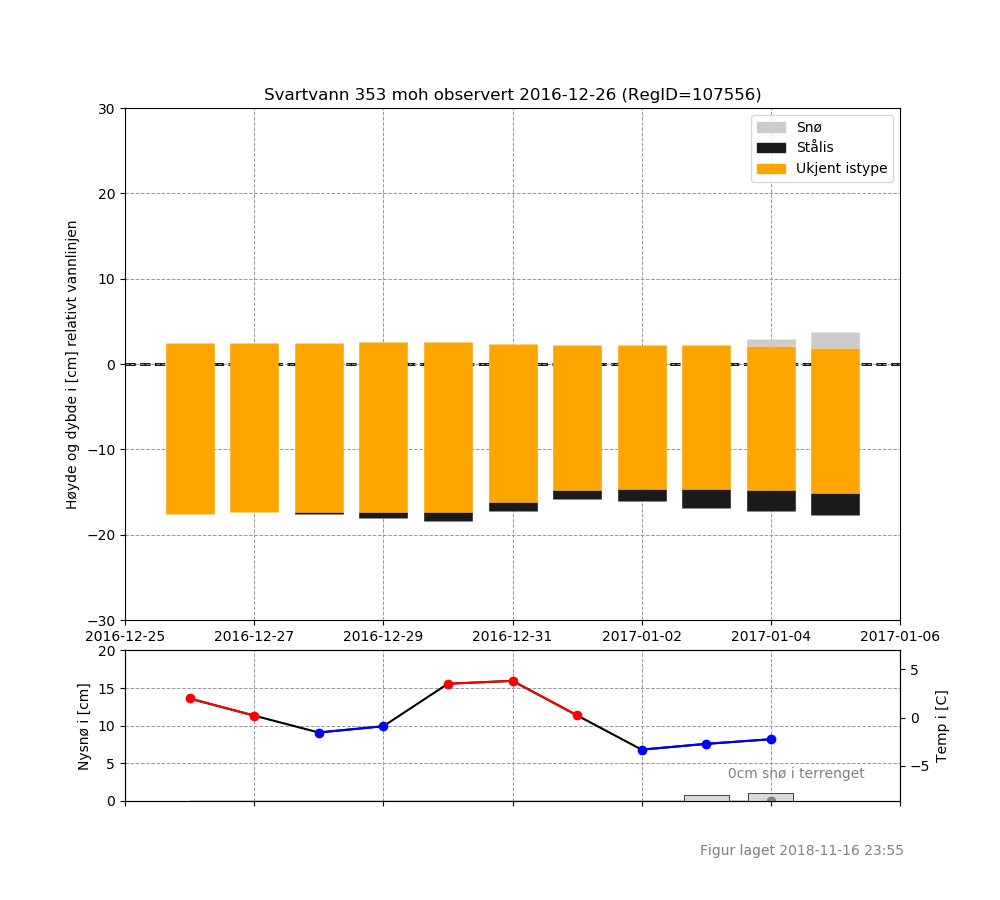 Svartvann 353 moh observert 2016-12-26 (RegID=107556)
30
20
10
0
−10
−20
−30
Høyde og dybde i [cm] relativt vannlinjen
Snø
Stålis
Ukjent istype
2016-12-25 2016-12-27 2016-12-29 2016-12-31 2017-01-02 2017-01-04 2017-01-06
20
15
10
5
0
Nysnø i [cm]
5
0
−5
Temp i [C]
0cm snø i terrenget
Figur laget 2018-11-16 23:55